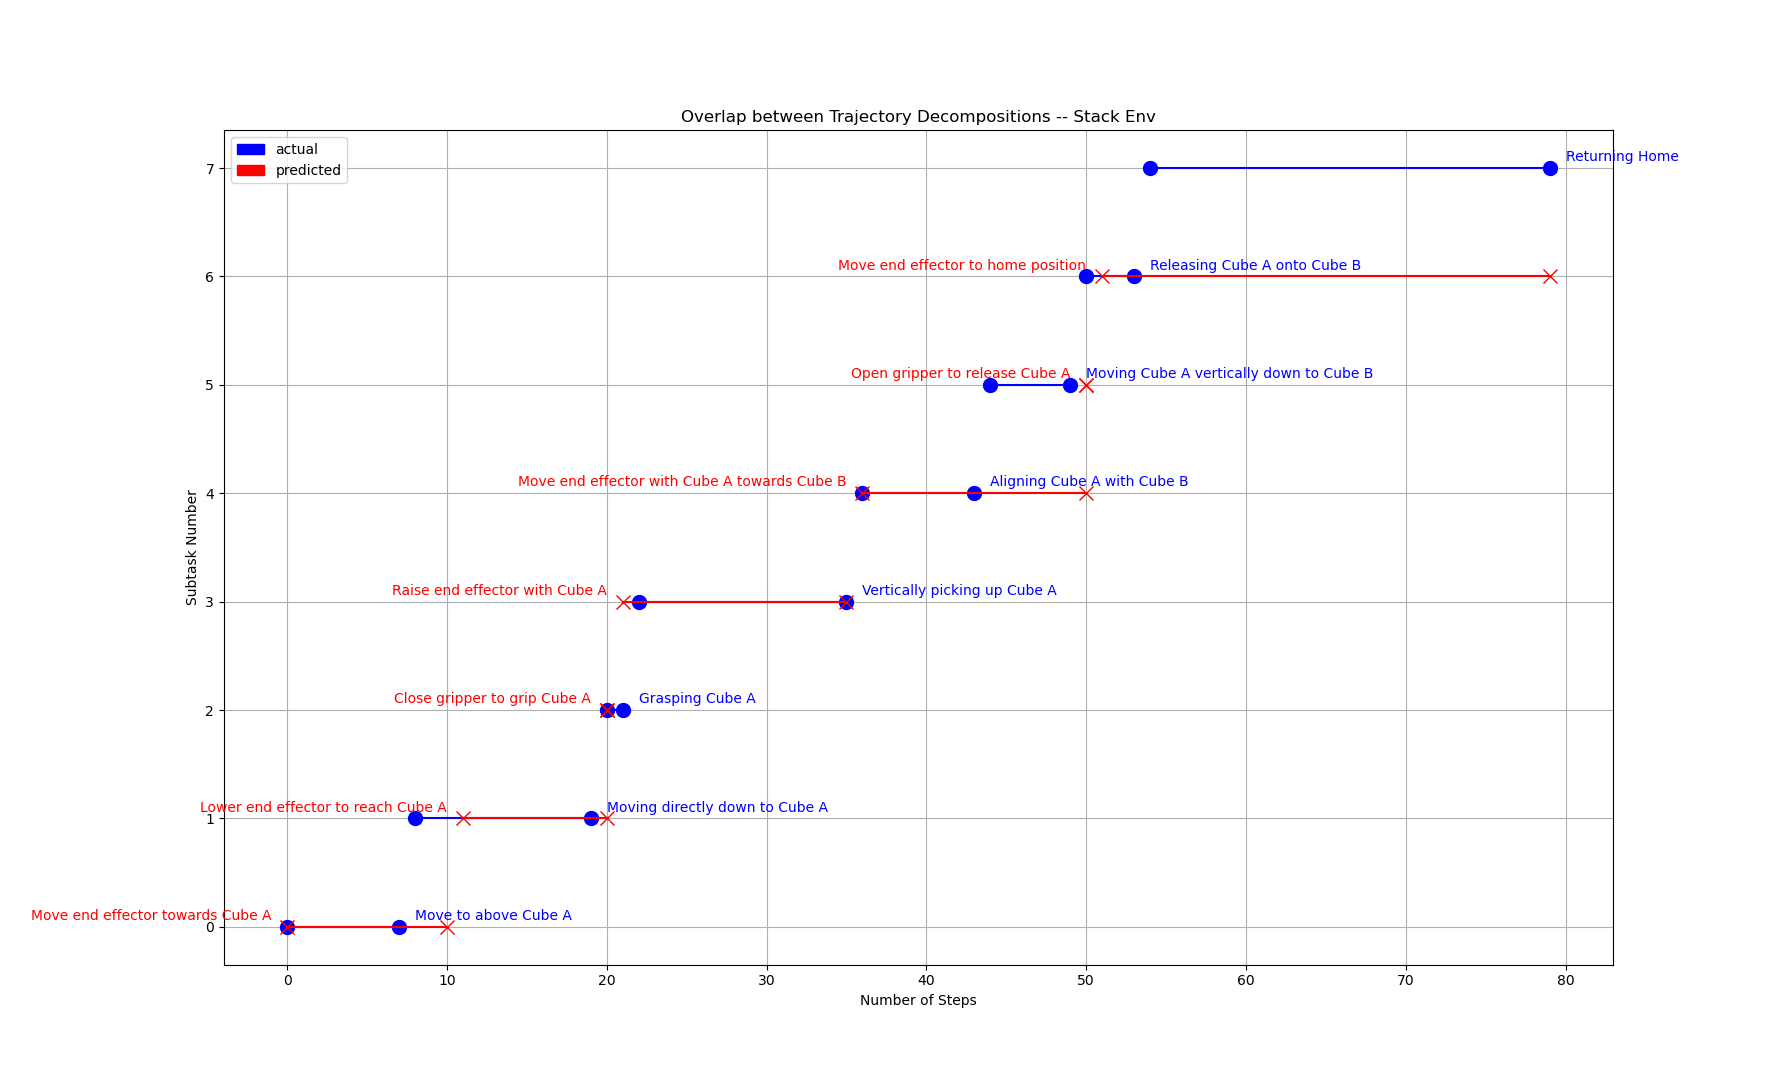 Overlap between Trajectory Decompositions -- Stack Env
actual
predicted
Returning Home
Move end effector to home position
Releasing Cube A onto Cube B
Open gripper to release Cube A
Moving Cube A vertically down to Cube B
Move end effector with Cube A towards Cube B
Aligning Cube A with Cube B
Raise end effector with Cube A
Vertically picking up Cube A
Close gripper to grip Cube A
Grasping Cube A
Lower end effector to reach Cube A
Moving directly down to Cube A
Move end effector towards Cube A
Move to above Cube A
7
6
5
4
3
2
1
0
Subtask Number
0 10 20 30 40 50 60 70 80
Number of Steps